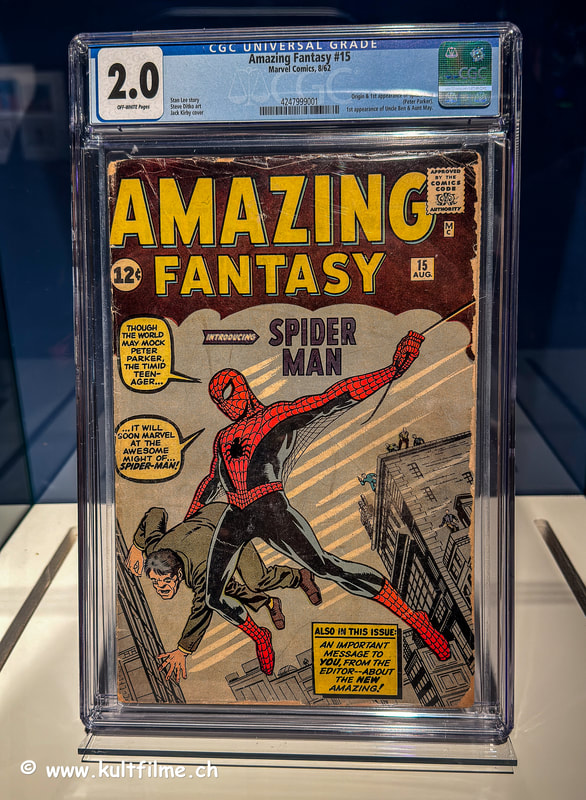 CGC UNIVERSAL GRADE
2.0
OFF-WHITE Pages
Amazing Fantasy #15
Marvel Comics, 8/62
Stan Lee story
Steve Ditko art
Jack Kirby cover
4247999001
Origin & 1st appearance of
(Peter Parker).
1st appearance of Uncle Ben & Aunt May.
CGC
AMAZING
FANTASY
APPROVED
BY THE
COMICS
CODE
AUTHORITY
M
C
12¢
15
AUG.
INTRODUCING
SPIDER
MAN
THOUGH
THE WORLD
MAY MOCK
PETER
PARKER,
THE TIMID
TEEN-
AGER...
...IT WILL
SOON MARVEL
AT THE
AWESOME
MIGHT OF...
SPIDER-MAN!
ALSO IN THIS ISSUE:
AN IMPORTANT
MESSAGE TO
YOU, FROM THE
EDITOR--ABOUT
THE NEW
AMAZING!
© www.kultfilme.ch